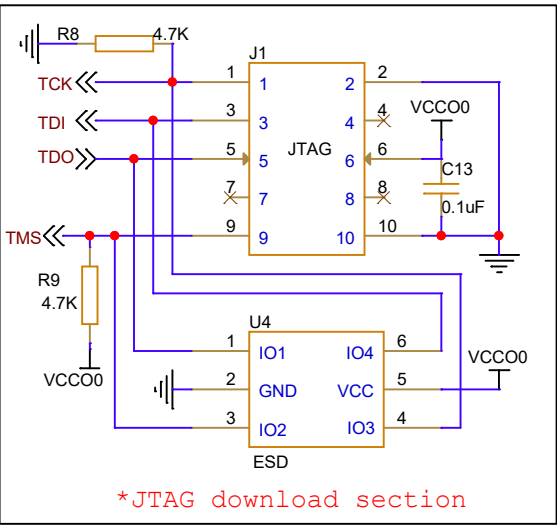 R8 4.7K
J1
TCK 1 1 2 2
TDI 3 3 4 4 VCCO0
TDO 5 5 JTAG 6 6
C13
7 7 8 8
0.1uF
TMS 9 9 10 10
R9
4.7K
VCCO0
U4
1 IO1 IO4 6
VCCO0
2 GND VCC 5
3 IO2 IO3 4
ESD
*JTAG download section